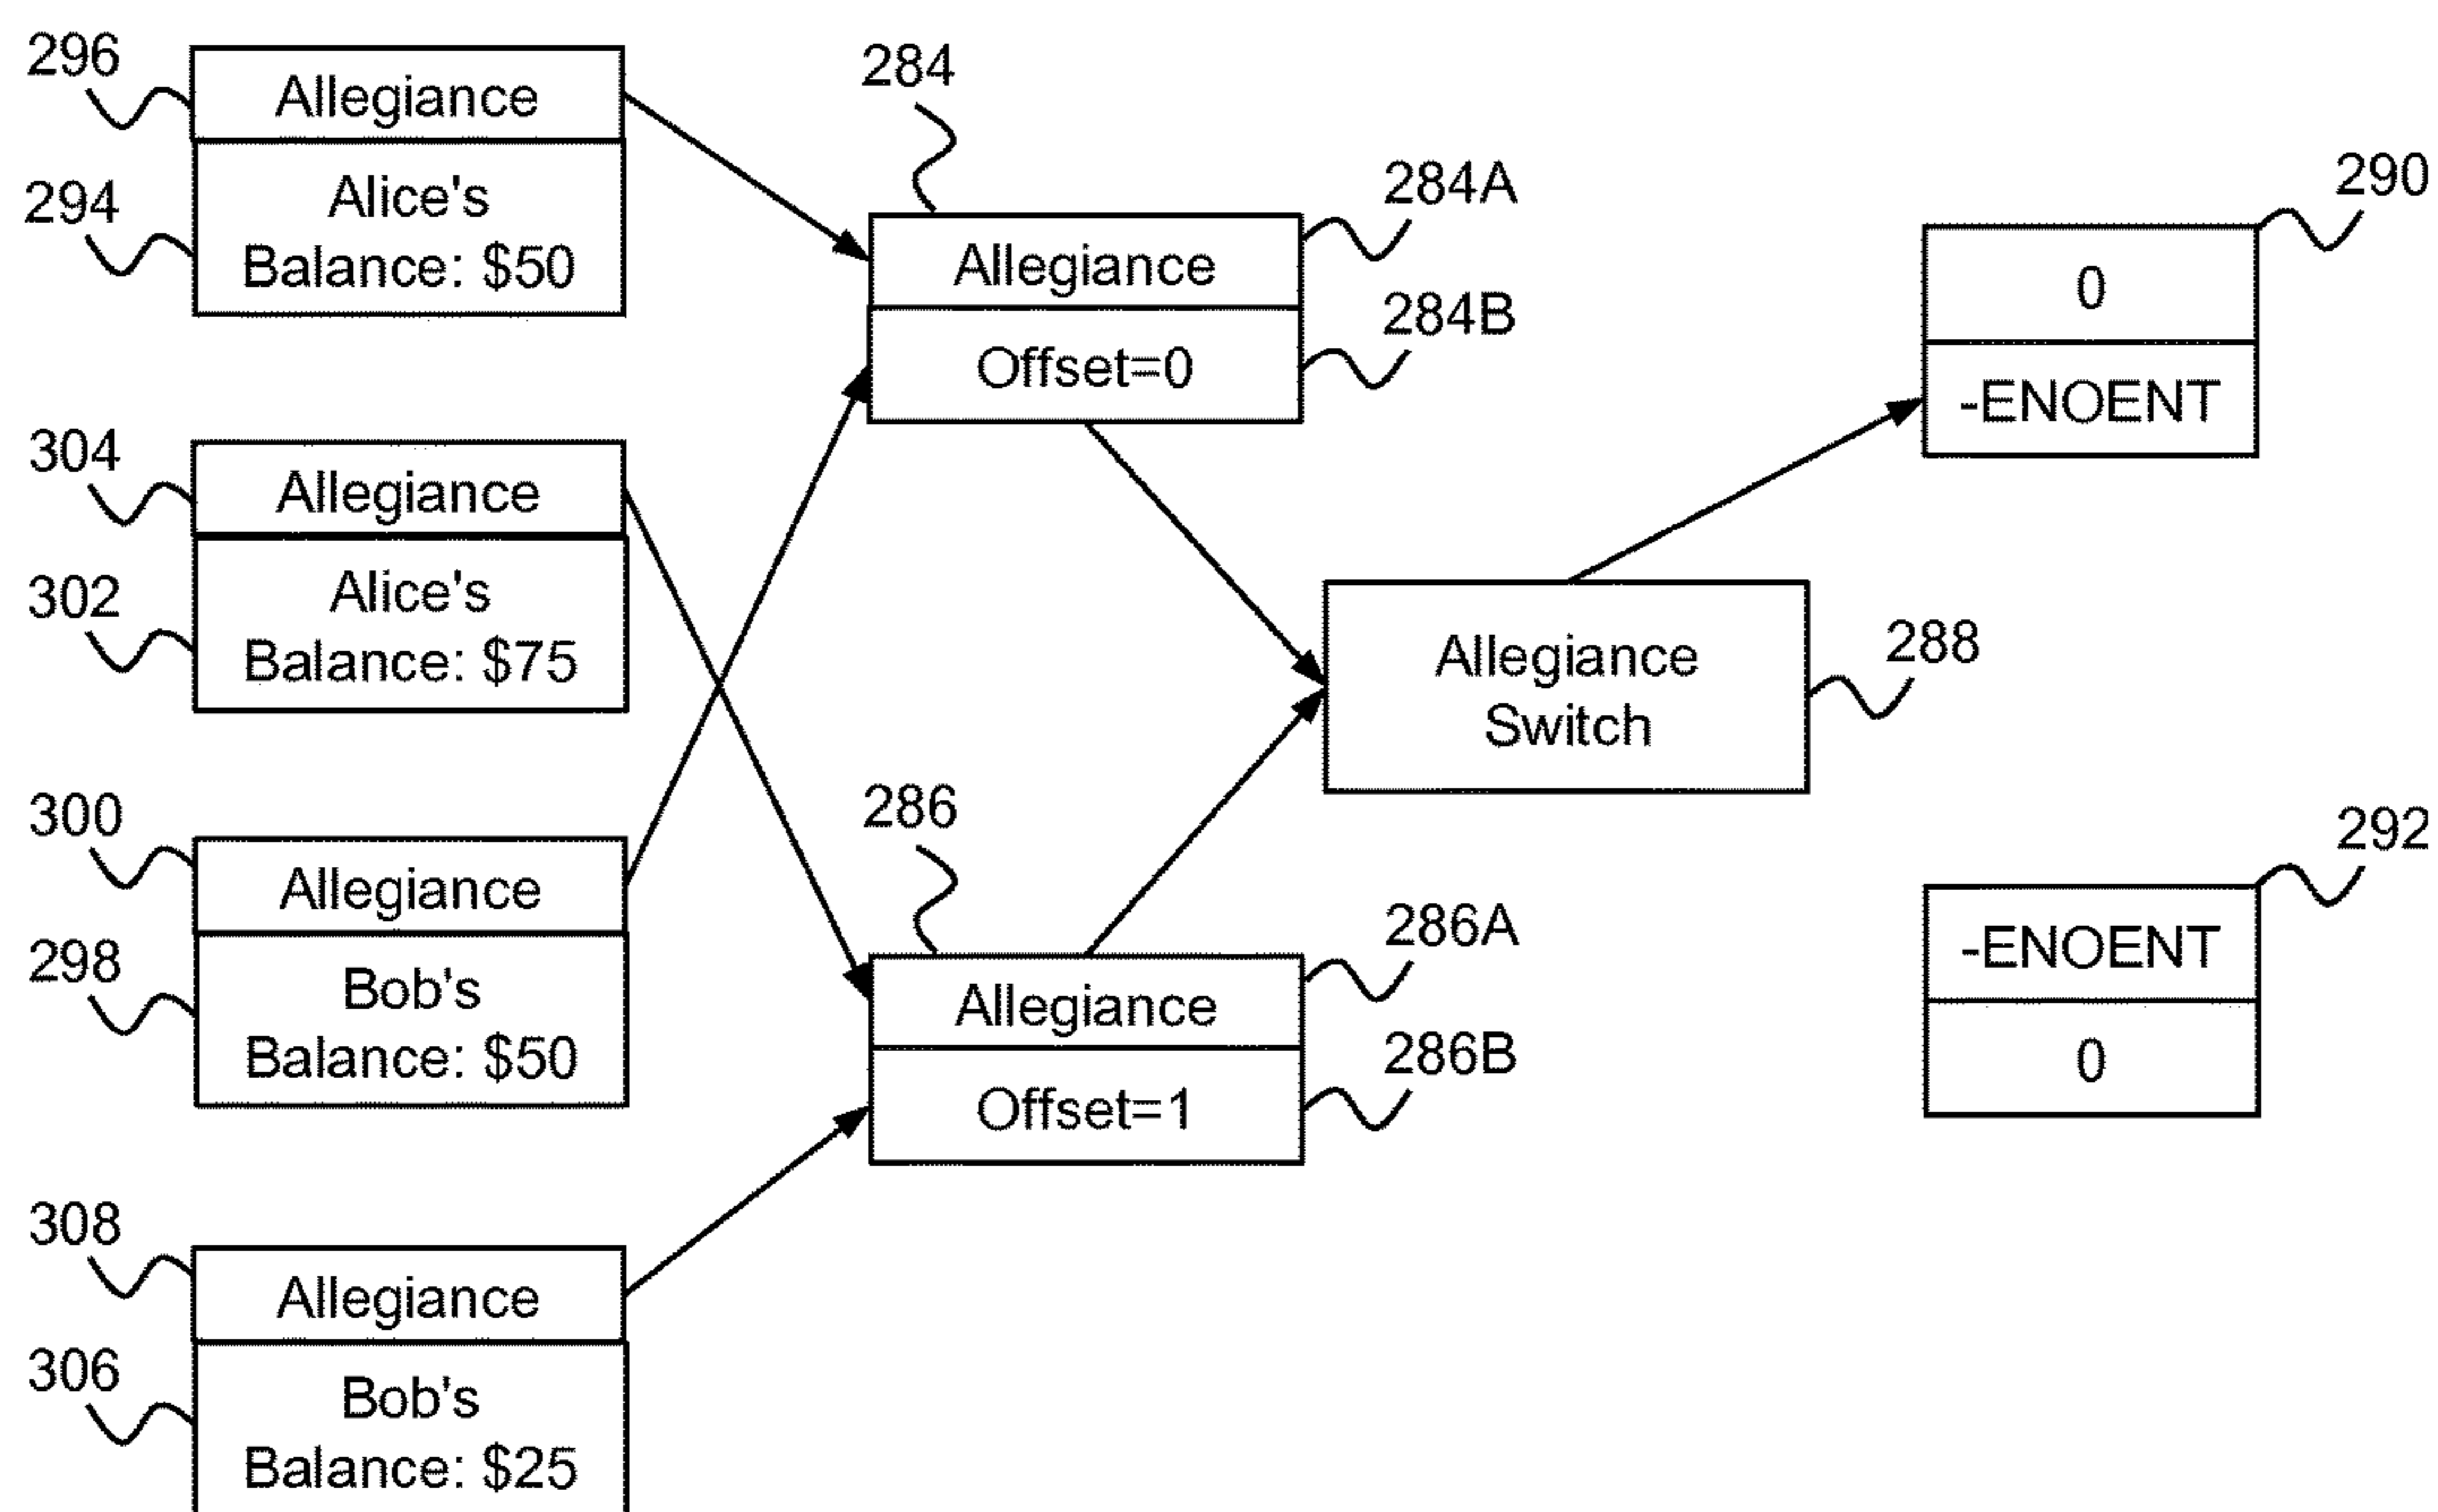 296
Allegiance
294
Alice's
Balance: $50
304
Allegiance
302
Alice's
Balance: $75
300
Allegiance
298
Bob's
Balance: $50
308
Allegiance
306
Bob's
Balance: $25
284
Allegiance
284A
Offset=0
284B
286
Allegiance
286A
Offset=1
286B
Allegiance
Switch
288
290
0
-ENOENT
292
-ENOENT
0